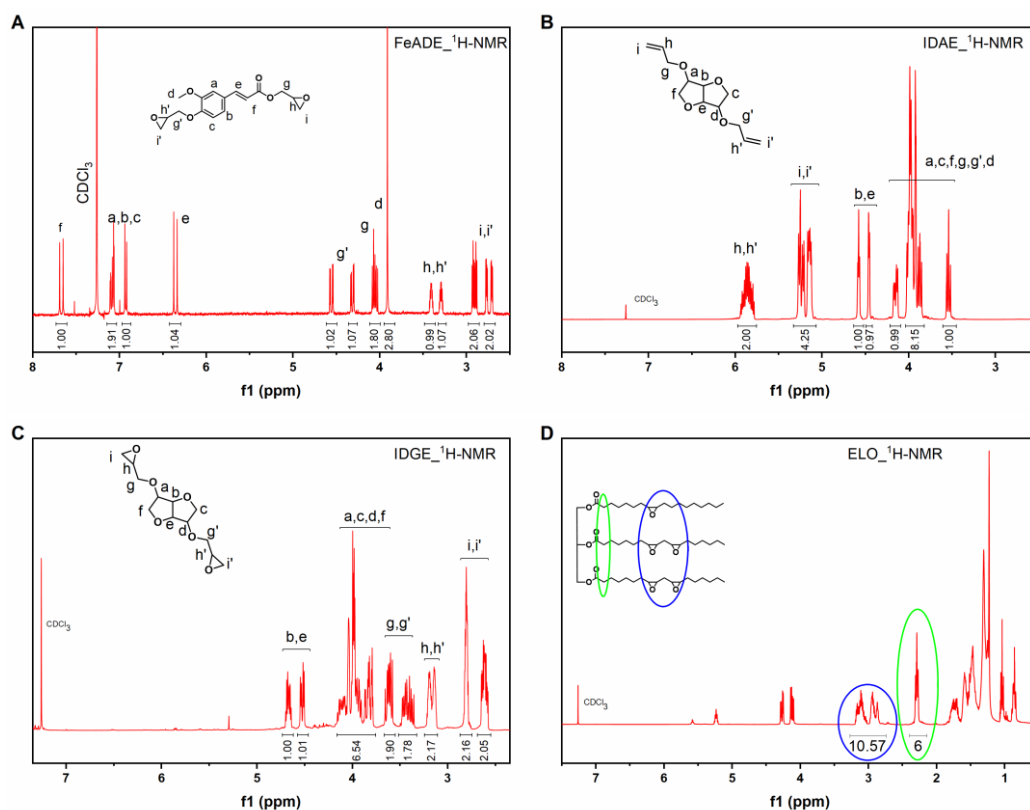 A
FeADE_¹H-NMR
d
a
e
O
O
g
O
h
i
h'
O
g'
i'
O
c
b
f
CDCl₃
f
a,b,c
e
g'
g
d
h,h'
i,i'
1.00
1.91
1.00
1.04
1.02
1.07
1.80
2.80
0.99
1.07
2.06
2.02
8 7 6 5 4 3
f1 (ppm)
B
IDAE_¹H-NMR
i
h
g
O
a
b
O
f
c
O
e
d
O
g'
h'
i'
CDCl₃
h,h'
i,i'
b,e
a,c,f,g,g',d
2.00
4.25
1.00
0.97
0.99
8.15
1.00
8 7 6 5 4 3
f1 (ppm)
C
IDGE_¹H-NMR
O
i
h
g
O
a
b
O
f
c
O
e
d
O
g'
h'
i'
O
CDCl₃
b,e
a,c,d,f
g,g'
h,h'
i,i'
1.00
1.01
6.54
1.90
1.78
2.17
2.16
2.05
7 6 5 4 3
f1 (ppm)
D
ELO_¹H-NMR
O
O
O
O
O
O
O
O
O
O
O
CDCl₃
10.57
6
7 6 5 4 3 2 1
f1 (ppm)